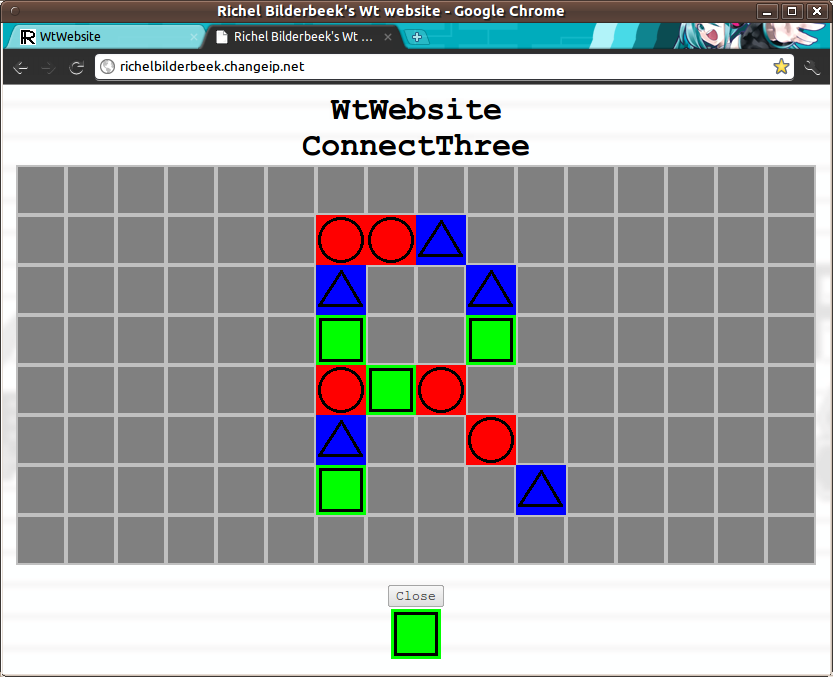 Richel Bilderbeek's Wt website - Google Chrome
WtWebsite
Richel Bilderbeek's Wt ...
richelbilderbeek.changeip.net
WtWebsite
ConnectThree
Close